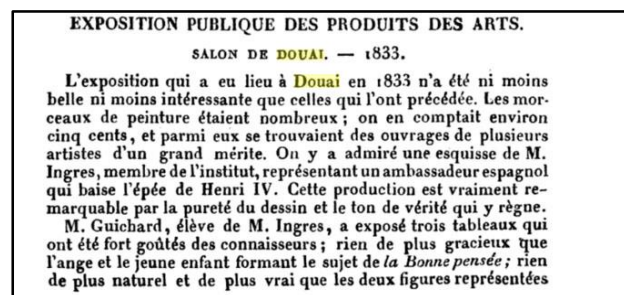 EXPOSITION PUBLIQUE DES PRODUITS DES ARTS.
SALON DE DOUAI. — 1833.
L'exposition qui a eu lieu à Douai en 1833 n'a été ni moins
belle ni moins intéressante que celles qui l'ont précédée. Les mor-
ceaux de peinture étaient nombreux ; on en comptait environ
cinq cents, et parmi eux se trouvaient des ouvrages de plusieurs
artistes d'un grand mérite. On y a admiré une esquisse de M.
Ingres, membre de l'institut, représentant un ambassadeur espagnol
qui baise l'épée de Henri IV. Cette production est vraiment re-
marquable par la pureté du dessin et le ton de vérité qui y règne.
M. Guichard, élève de M. Ingres, a exposé trois tableaux qui
ont été fort goûtés des connaisseurs ; rien de plus gracieux que
l'ange et le jeune enfant formant le sujet de la Bonne pensée ; rien
de plus naturel et de plus vrai que les deux figures représentées